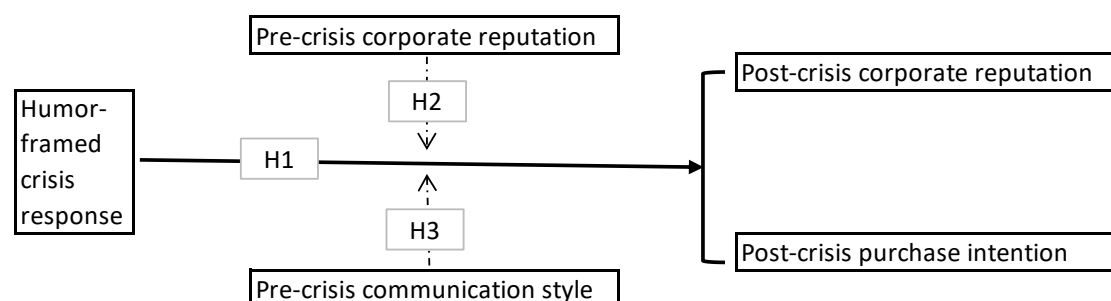 Pre-crisis corporate reputation
Post-crisis corporate reputation
H2
Humor-
framed
crisis
response
H1
H3
Post-crisis purchase intention
Pre-crisis communication style